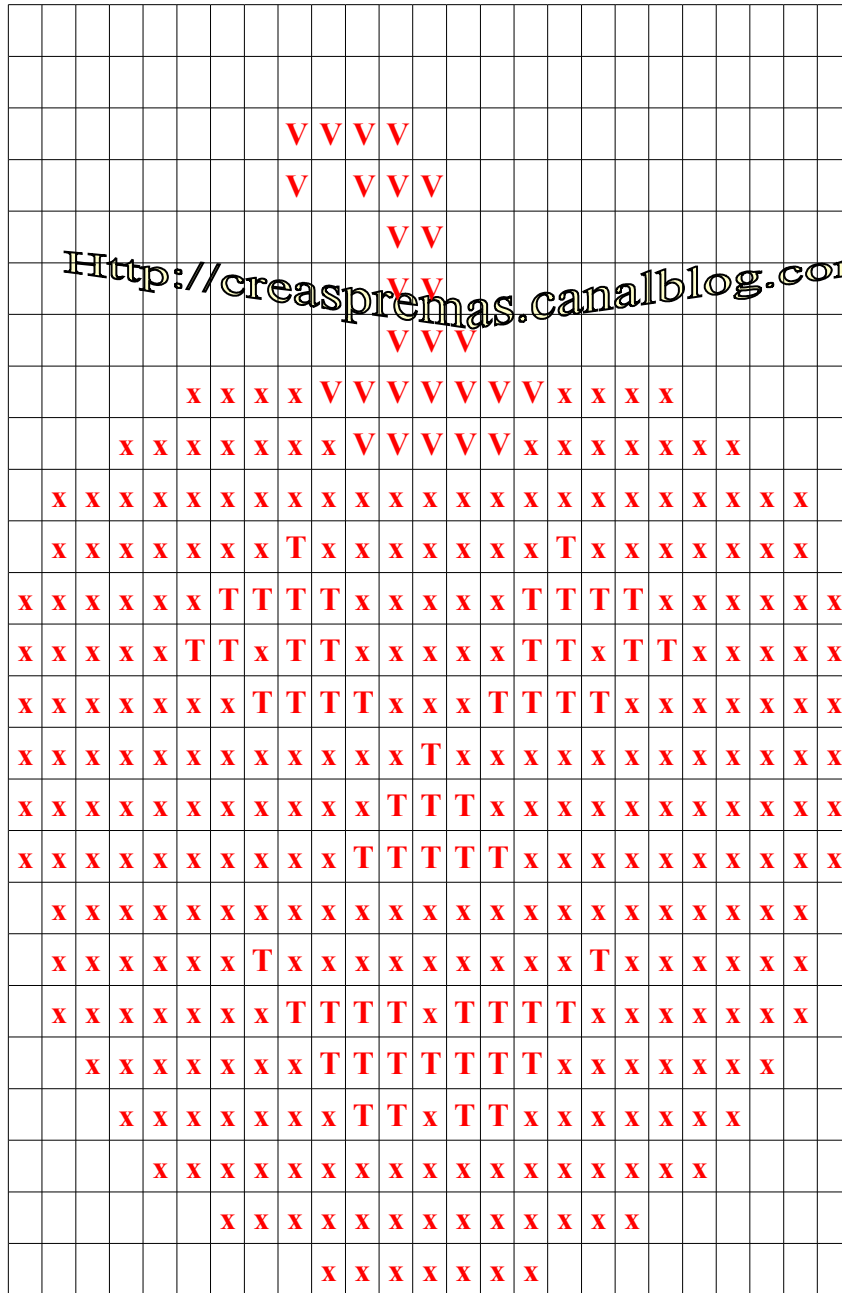 V V V V
V V V V
V V
Http://creaspremas.canalblog.com
V V
V V V
x x x x V V V V V V V x x x x
x x x x x x x V V V V V x x x x x x x
x x x x x x x x x x x x x x x x x x x x x x x
x x x x x x x T x x x x x x x T x x x x x x x
x x x x x x T T T T x x x x x T T T T x x x x x x
x x x x x T T x T T x x x x x T T x T T x x x x x
x x x x x x x T T T T x x x T T T T x x x x x x x
x x x x x x x x x x x x T x x x x x x x x x x x x
x x x x x x x x x x x T T T x x x x x x x x x x x
x x x x x x x x x x T T T T T x x x x x x x x x x
x x x x x x x x x x x x x x x x x x x x x x x
x x x x x x T x x x x x x x x x T x x x x x x
x x x x x x x T T T T x T T T T x x x x x x x
x x x x x x x T T T T T T T x x x x x x x
x x x x x x x T T x T T x x x x x x x
x x x x x x x x x x x x x x x x x
x x x x x x x x x x x x x
x x x x x x x